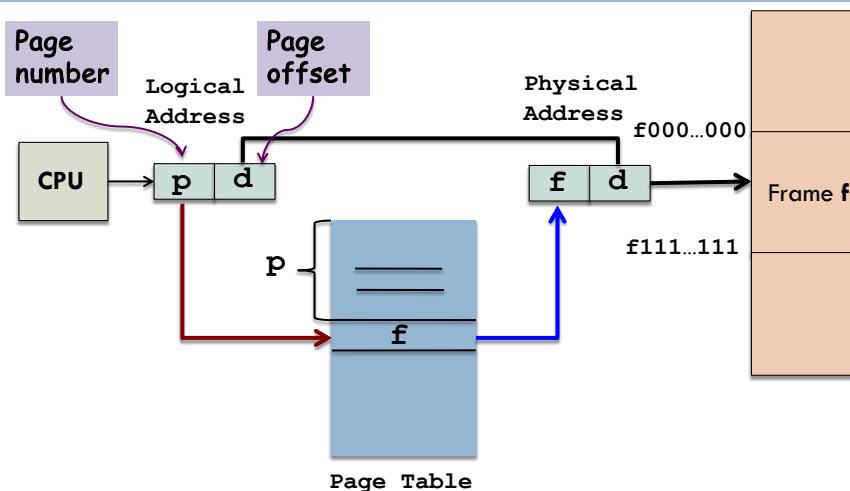 Page
number
Page
offset
Logical
Address
Physical
Address
f000…000
CPU
p
d
f
d
Frame f
f111…111
p
f
Page Table